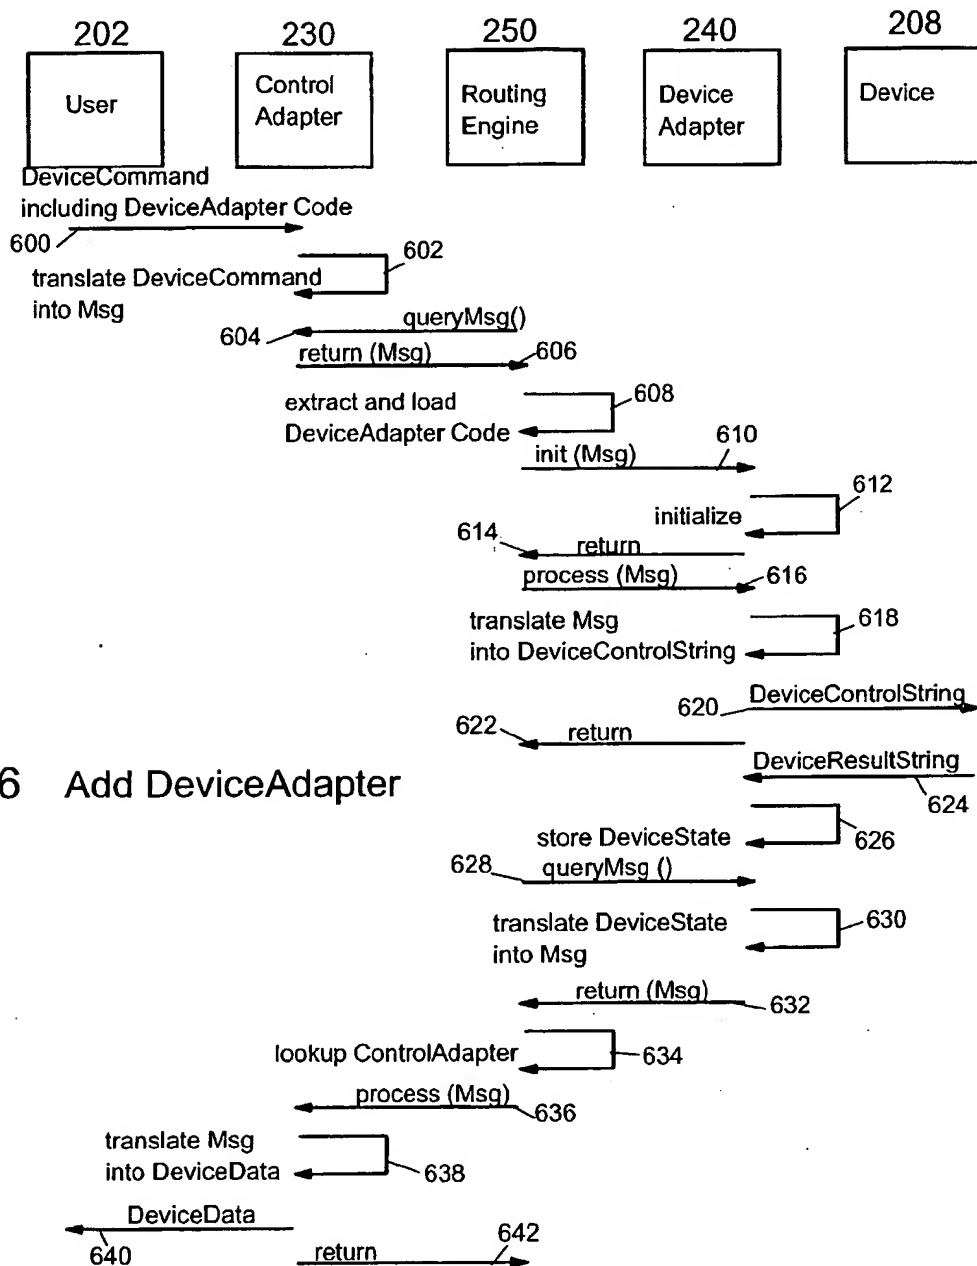 202 230 250 240 208
User
Control
Adapter
Routing
Engine
Device
Adapter
Device
DeviceCommand
including DeviceAdapter Code
600
602
translate DeviceCommand
into Msg
queryMsg()
604
return (Msg)
606
extract and load
DeviceAdapter Code
608
init (Msg)
610
612
initialize
614
return
process (Msg)
616
translate Msg
into DeviceControlString
618
DeviceControlString
620
622
return
DeviceResultString
624
6 Add DeviceAdapter
store DeviceState
626
628
queryMsg ()
translate DeviceState
into Msg
630
return (Msg)
632
lookup ControlAdapter
634
process (Msg)
636
translate Msg
into DeviceData
638
DeviceData
640
return
642